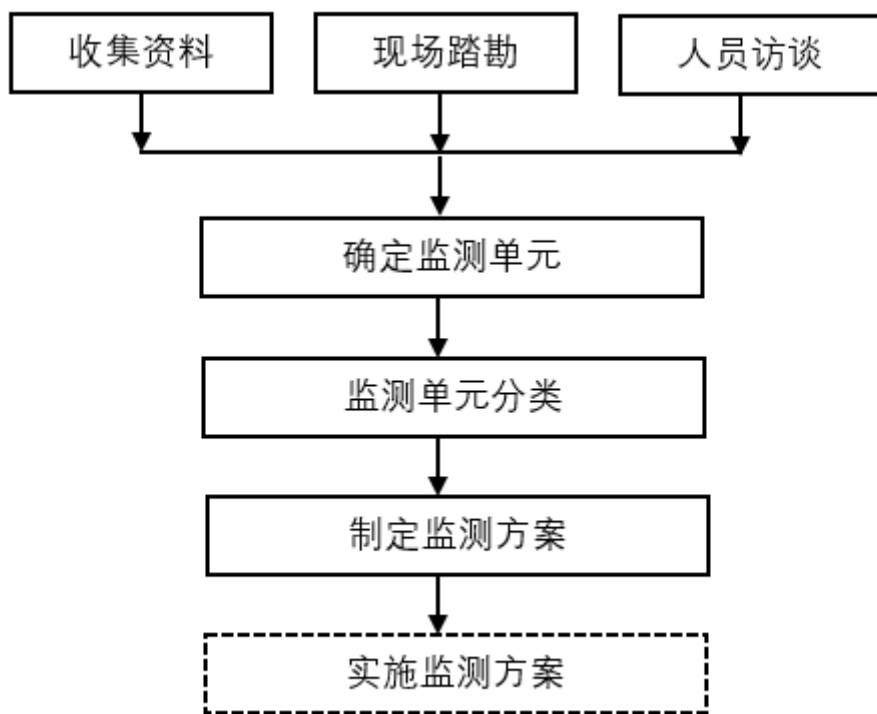 收集资料
现场踏勘
人员访谈
确定监测单元
监测单元分类
制定监测方案
实施监测方案